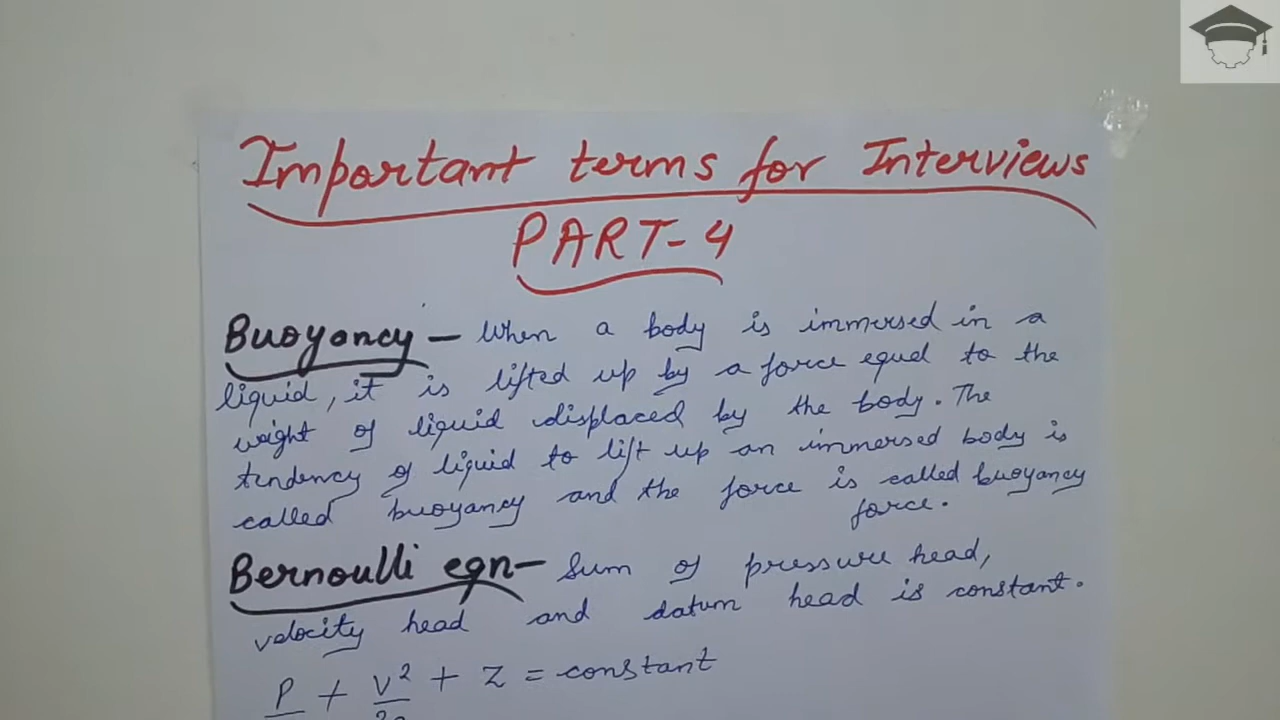 Important terms for Interviews
PART-4
Buoyancy - When a body is immersed in a
liquid, it is lifted up by a force equal to the
weight of liquid displaced by the body. The
tendency of liquid to lift up an immersed body is
called buoyancy and the force is called buoyancy
force.
Bernoulli eqn- Sum of pressure head,
velocity head and datum head is constant.
P + V² + Z = constant